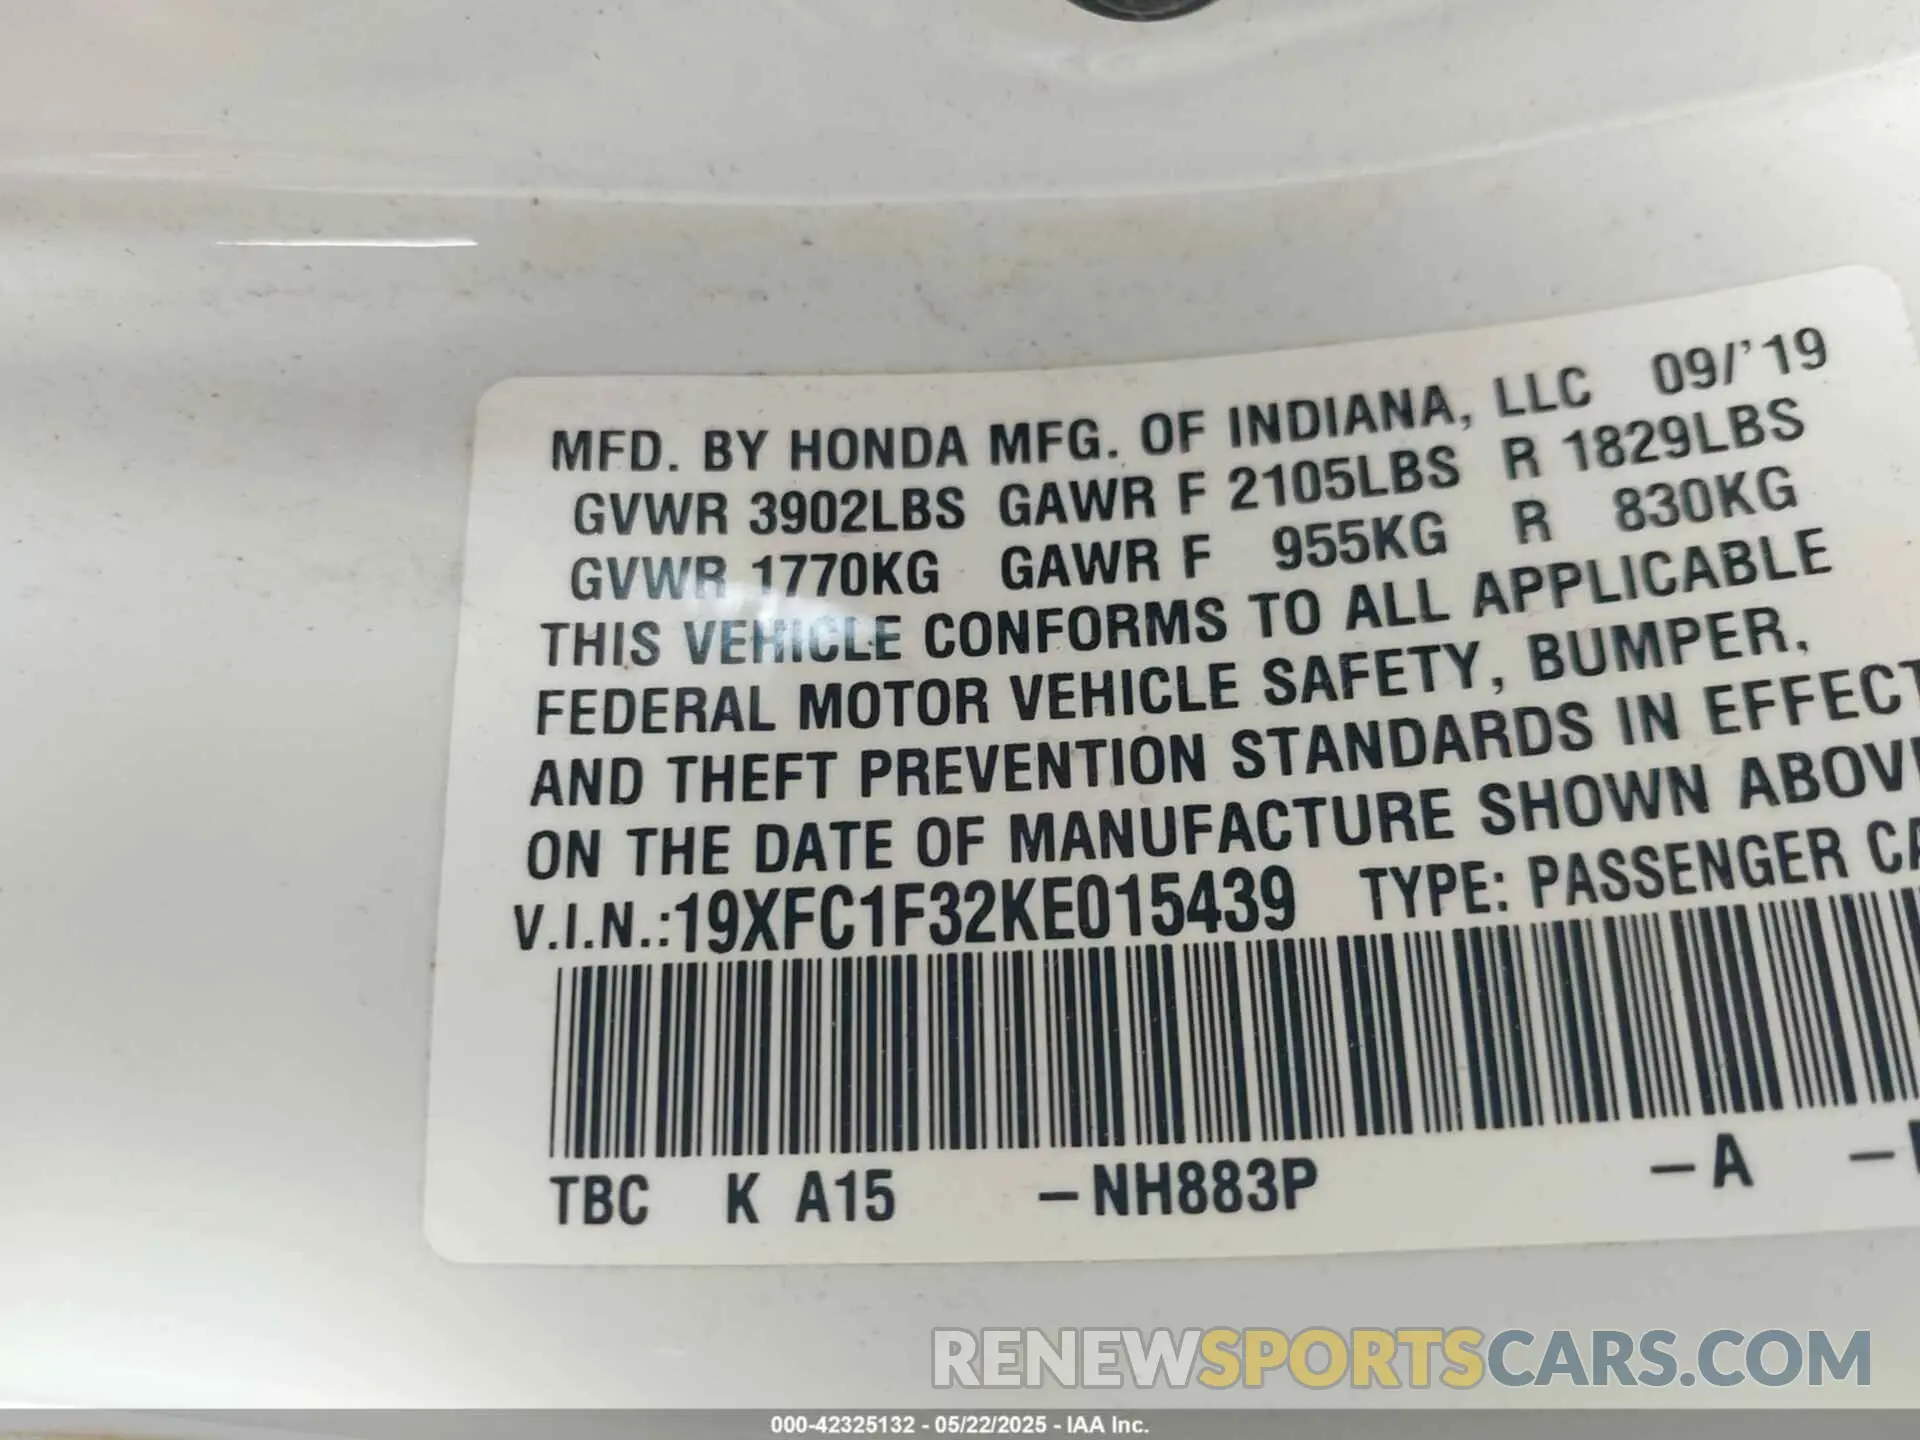 MFD. BY HONDA MFG. OF INDIANA, LLC 09/'19
GVWR 3902LBS GAWR F 2105LBS R 1829LBS
GVWR 1770KG GAWR F 955KG R 830KG
THIS VEHICLE CONFORMS TO ALL APPLICABLE
FEDERAL MOTOR VEHICLE SAFETY, BUMPER,
AND THEFT PREVENTION STANDARDS IN EFFECT
ON THE DATE OF MANUFACTURE SHOWN
V.I.N.:19XFC1F32KE015439 TYPE: PASSENGER
TBC K A15 –NH883P –A –
RENEWSPORTSCARS.COM
000-42325132 - 05/22/2025 - IAA Inc.